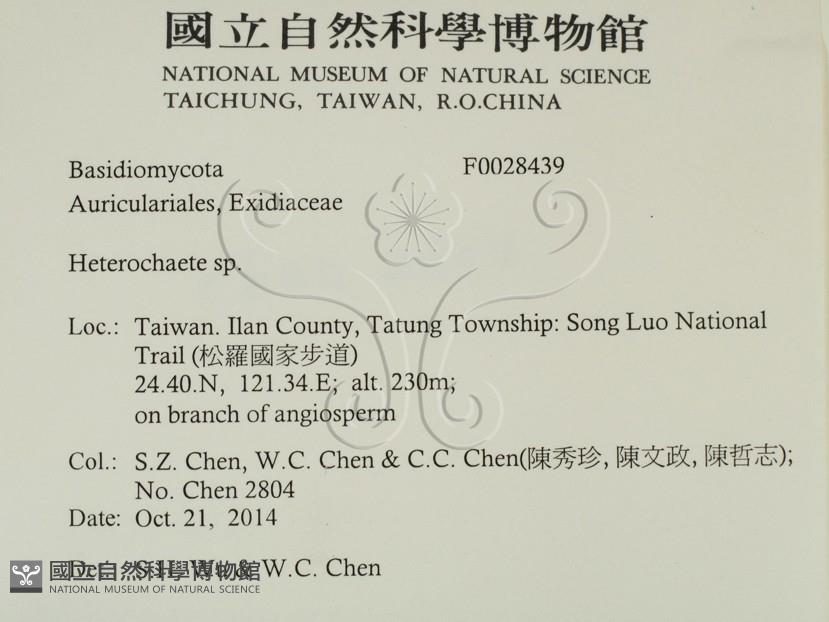 國立自然科學博物館
NATIONAL MUSEUM OF NATURAL SCIENCE
TAICHUNG, TAIWAN, R.O.CHINA
Basidiomycota F0028439
Auriculariales, Exidiaceae
Heterochaete sp.
Loc.: Taiwan. Ilan County, Tatung Township: Song Luo National
Trail (松羅國家步道)
24.40.N, 121.34.E; alt. 230m;
on branch of angiosperm
Col.: S.Z. Chen, W.C. Chen & C.C. Chen(陳秀珍, 陳文政, 陳哲志);
No. Chen 2804
Date: Oct. 21, 2014
Det.: S.H. Wu & W.C. Chen
國立自然科學博物館
NATIONAL MUSEUM OF NATURAL SCIENCE